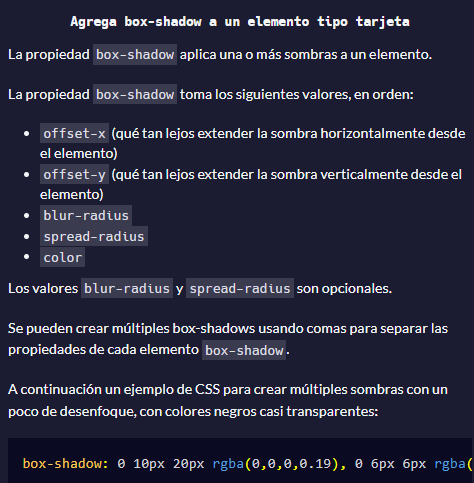 Agrega box-shadow a un elemento tipo tarjeta
La propiedad box-shadow aplica una o más sombras a un elemento.
La propiedad box-shadow toma los siguientes valores, en orden:
offset-x (qué tan lejos extender la sombra horizontalmente desde
el elemento)
offset-y (qué tan lejos extender la sombra verticalmente desde el
elemento)
blur-radius
spread-radius
color
Los valores blur-radius y spread-radius son opcionales.
Se pueden crear múltiples box-shadows usando comas para separar las
propiedades de cada elemento box-shadow.
A continuación un ejemplo de CSS para crear múltiples sombras con un
poco de desenfoque, con colores negros casi transparentes:
box-shadow: 0 10px 20px rgba(0,0,0,0.19), 0 6px 6px rgba(